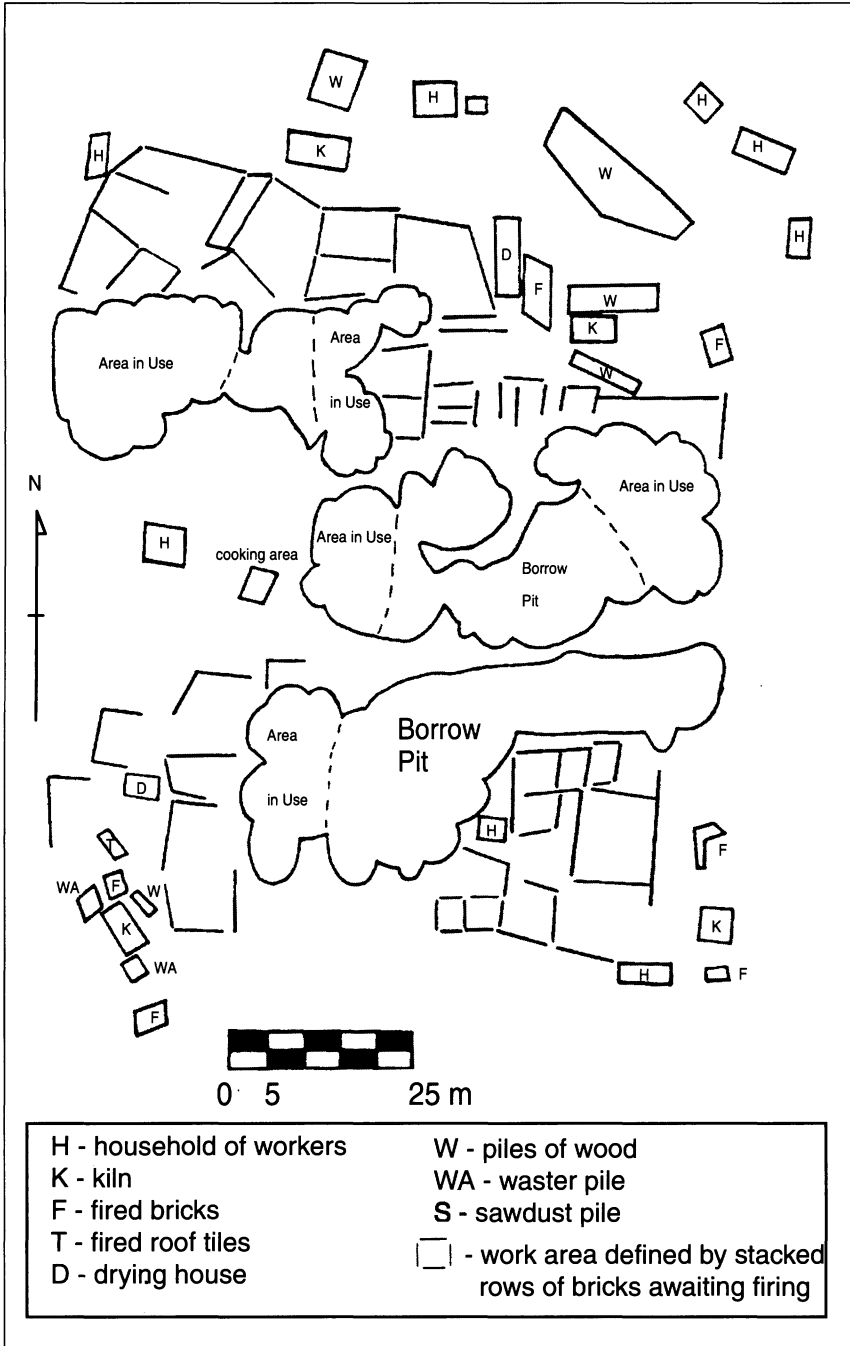 W
H
H
H
H
K
W
H
D
F
W
K
F
W
Area in Use
Area
in Use
N
Area in Use
Area in Use
H
cooking area
Borrow
Pit
Area
in Use
Borrow
Pit
D
H
T
F
WA
F
W
K
K
WA
H
F
F
0 5 25 m
H - household of workers
K - kiln
F - fired bricks
T - fired roof tiles
D - drying house
W - piles of wood
WA - waster pile
S - sawdust pile
- work area defined by stacked
rows of bricks awaiting firing